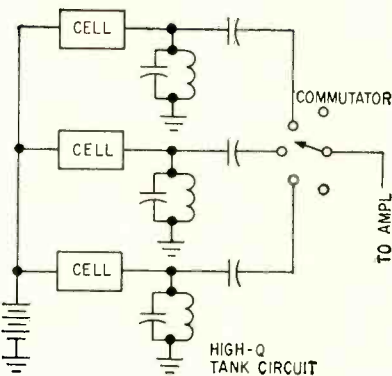 CELL
COMMUTATOR
CELL
TO AMPL
CELL
HIGH-Q
TANK CIRCUIT